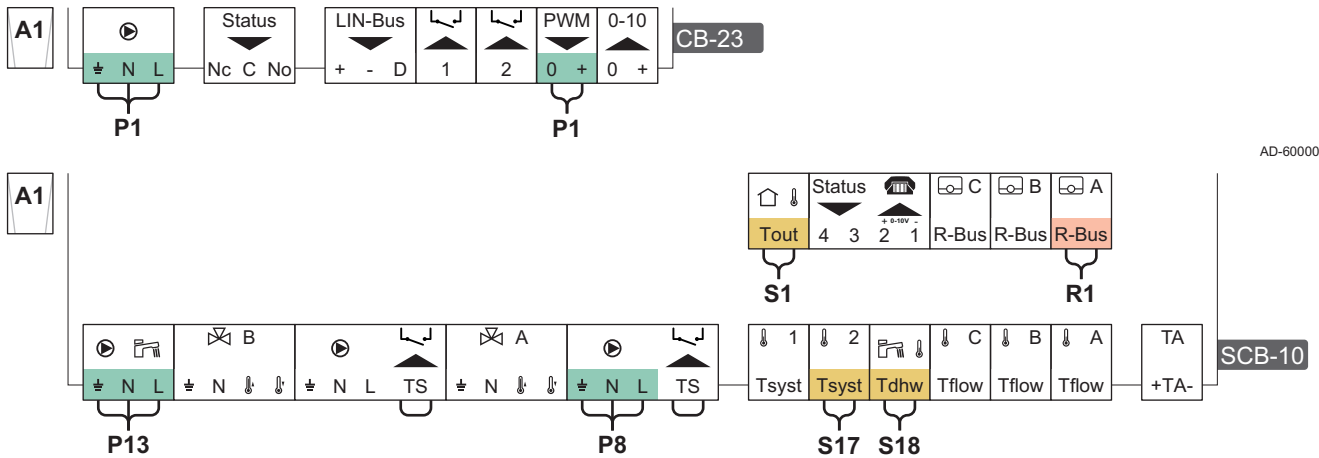 A1
Status LIN-Bus PWM 0-10
CB-23
N L Nc C No + - D 1 2 0 + 0 +
P1 P1
AD-60000
A1
Status C B A
+ 0-10V -
Tout 4 3 2 1 R-Bus R-Bus R-Bus
S1 R1
B A 1 2 C B A TA
SCB-10
N L N N L TS N N L TS Tsyst Tsyst Tdhw Tflow Tflow Tflow +TA-
P13 P8 S17 S18